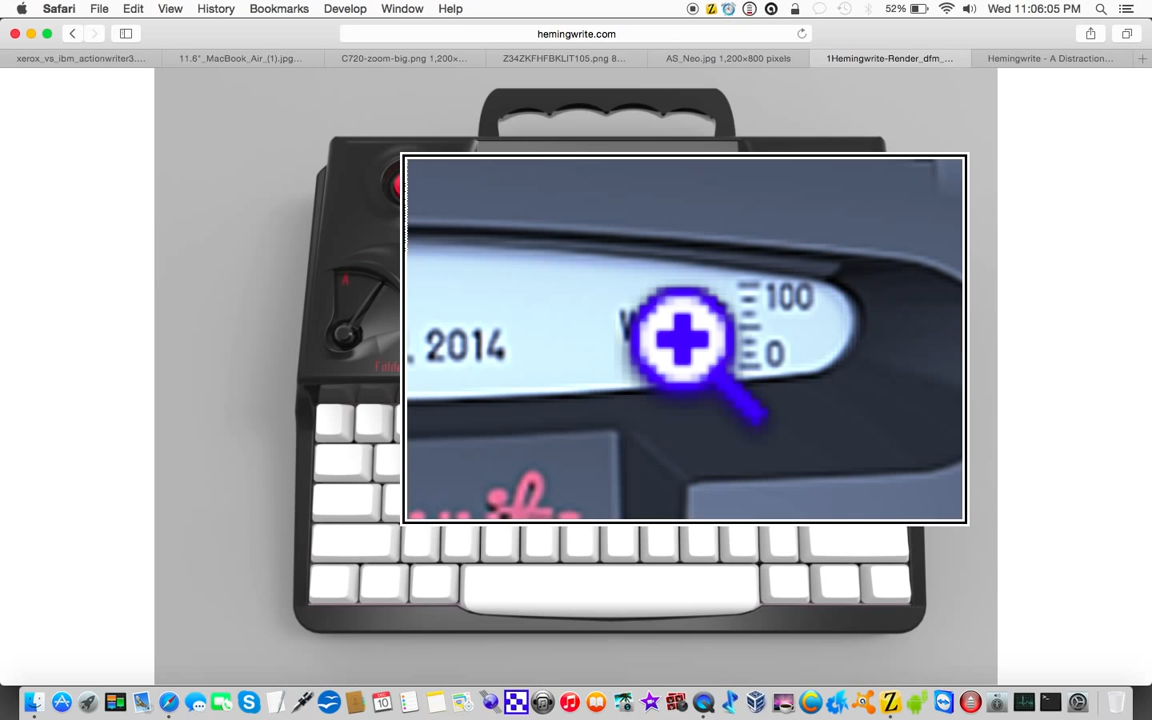 Safari File Edit View History Bookmarks Develop Window Help 52% Wed 11:06:05 PM
hemingwrite.com
xerox_vs_ibm_actionwriter3.... 11.6"_MacBook_Air_(1).jpg... C720-zoom-big.png 1,200×... Z34ZKFHFBKLIT105.png 8... AS_Neo.jpg 1,200×800 pixels 1Hemingwrite-Render_dfm_... Hemingwrite - A Distraction...
100
, 2014
0
A
Folder